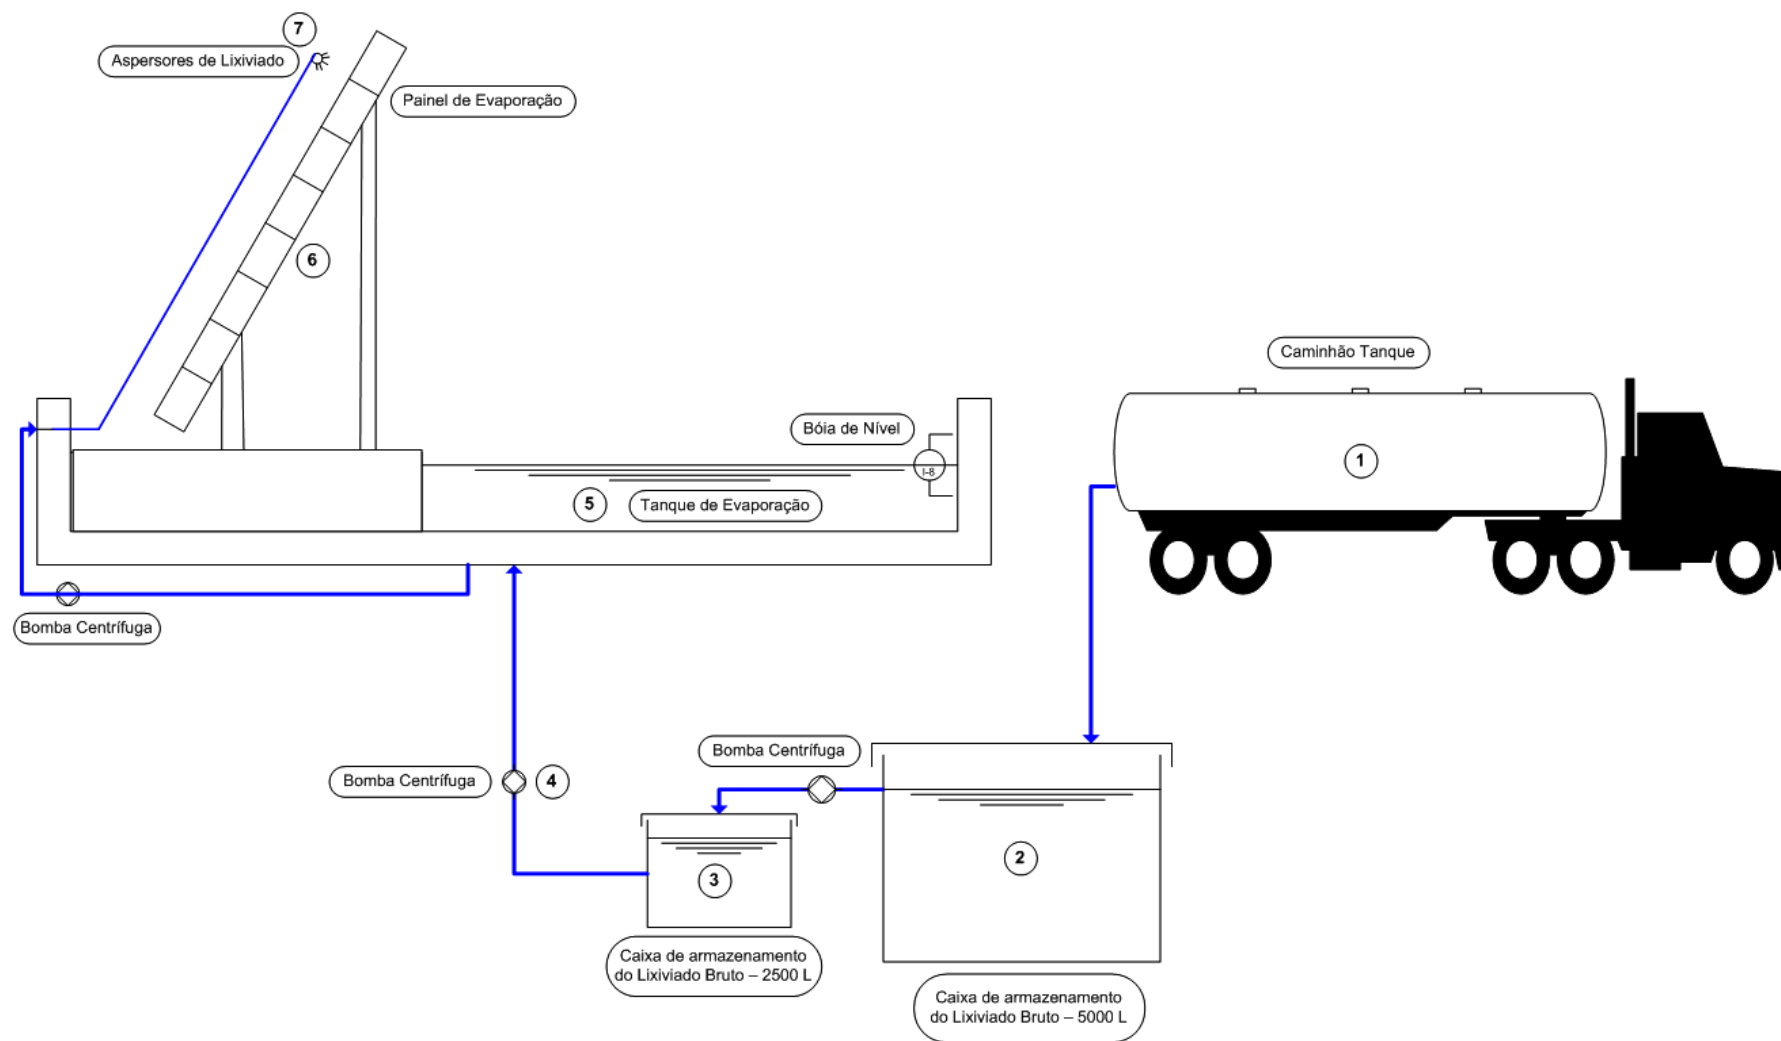 7
Aspersores de Lixiviado
Painel de Evaporação
6
Caminhão Tanque
Bóia de Nível
1
I-8
5
Tanque de Evaporação
Bomba Centrífuga
Bomba Centrífuga
Bomba Centrífuga
4
2
3
Caixa de armazenamento
do Lixiviado Bruto – 2500 L
Caixa de armazenamento
do Lixiviado Bruto – 5000 L